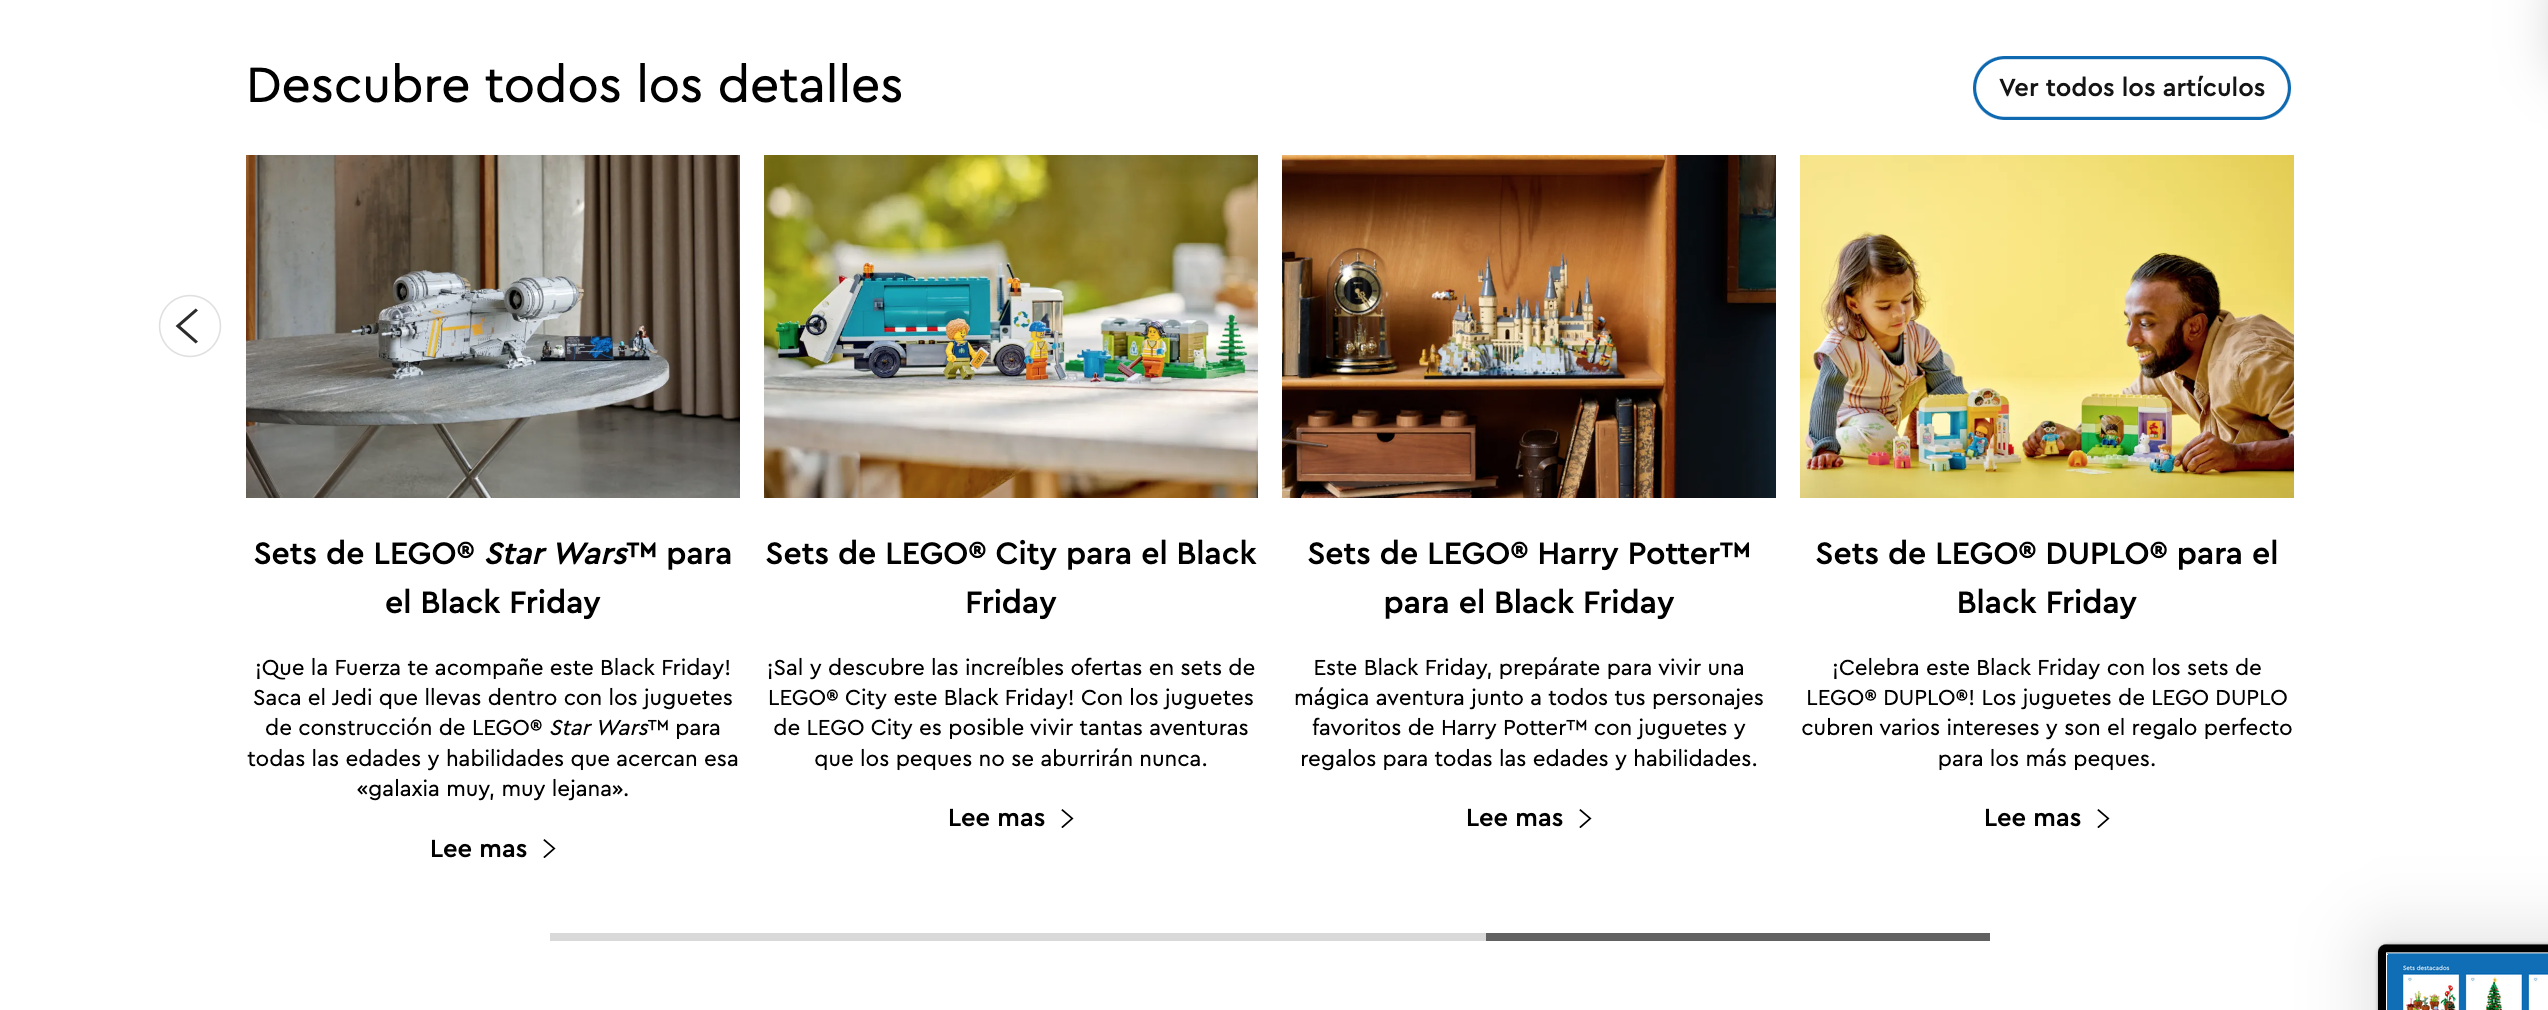 Descubre todos los detalles
Ver todos los artículos
Sets de LEGO® Star Wars™ para
el Black Friday
¡Que la Fuerza te acompañe este Black Friday!
Saca el Jedi que llevas dentro con los juguetes
de construcción de LEGO® Star Wars™ para
todas las edades y habilidades que acercan esa
«galaxia muy, muy lejana».
Lee mas
Sets de LEGO® City para el Black
Friday
¡Sal y descubre las increíbles ofertas en sets de
LEGO® City este Black Friday! Con los juguetes
de LEGO City es posible vivir tantas aventuras
que los peques no se aburrirán nunca.
Lee mas
Sets de LEGO® Harry Potter™
para el Black Friday
Este Black Friday, prepárate para vivir una
mágica aventura junto a todos tus personajes
favoritos de Harry Potter™ con juguetes y
regalos para todas las edades y habilidades.
Lee mas
Sets de LEGO® DUPLO® para el
Black Friday
¡Celebra este Black Friday con los sets de
LEGO® DUPLO®! Los juguetes de LEGO DUPLO
cubren varios intereses y son el regalo perfecto
para los más peques.
Lee mas
Sets destacados